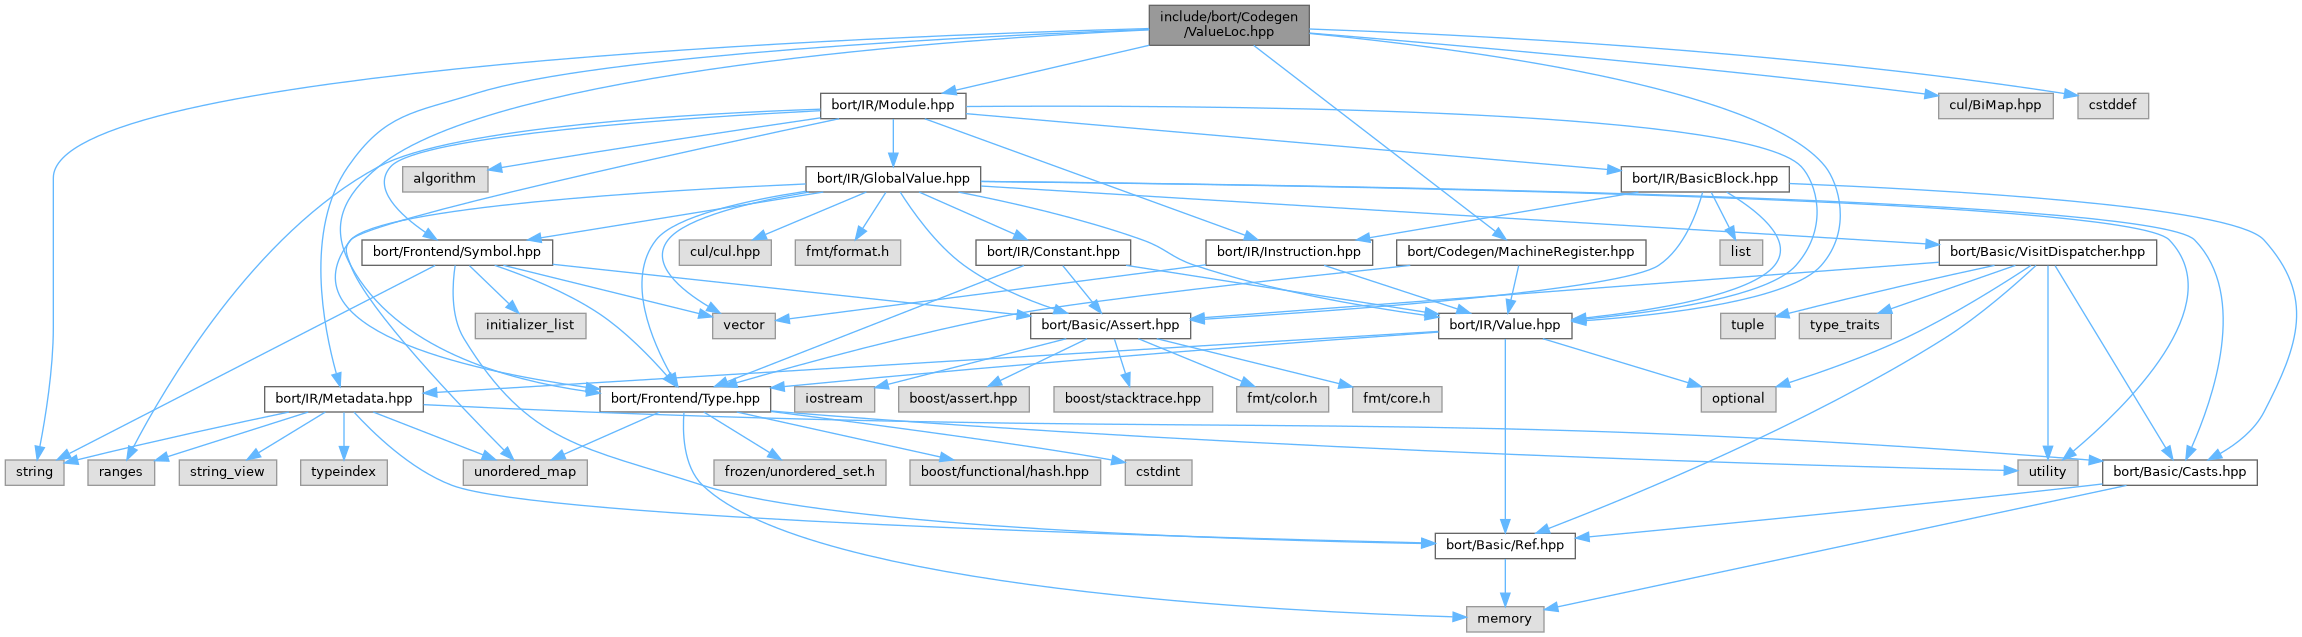 include/bort/Codegen
/ValueLoc.hpp
bort/IR/Module.hpp
cul/BiMap.hpp
cstddef
algorithm
bort/IR/GlobalValue.hpp
bort/IR/BasicBlock.hpp
bort/Frontend/Symbol.hpp
cul/cul.hpp
fmt/format.h
bort/IR/Constant.hpp
bort/IR/Instruction.hpp
bort/Codegen/MachineRegister.hpp
list
bort/Basic/VisitDispatcher.hpp
initializer_list
vector
bort/Basic/Assert.hpp
bort/IR/Value.hpp
tuple
type_traits
bort/IR/Metadata.hpp
bort/Frontend/Type.hpp
iostream
boost/assert.hpp
boost/stacktrace.hpp
fmt/color.h
fmt/core.h
optional
string
ranges
string_view
typeindex
unordered_map
frozen/unordered_set.h
boost/functional/hash.hpp
cstdint
utility
bort/Basic/Casts.hpp
bort/Basic/Ref.hpp
memory